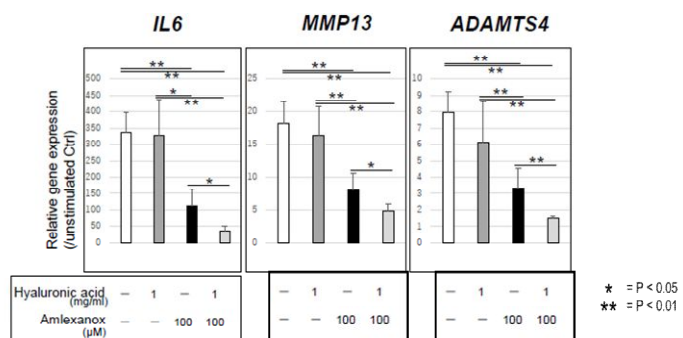 IL6 MMP13 ADAMTS4
Relative gene expression
(/unstimulated Ctrl)
** ** **
** ** **
500 25 10
* ** **
450 9
** ** **
400 20 8
350 7
300 15 6
250 5
200 10 4
* * **
150 3
100 5 2
50 1
0 0 0
Hyaluronic acid
(mg/ml)
– 1 – 1 – 1 – 1 – 1 – 1
Amlexanox
(µM)
– – 100 100 – – 100 100 – – 100 100
* = P < 0.05
** = P < 0.01